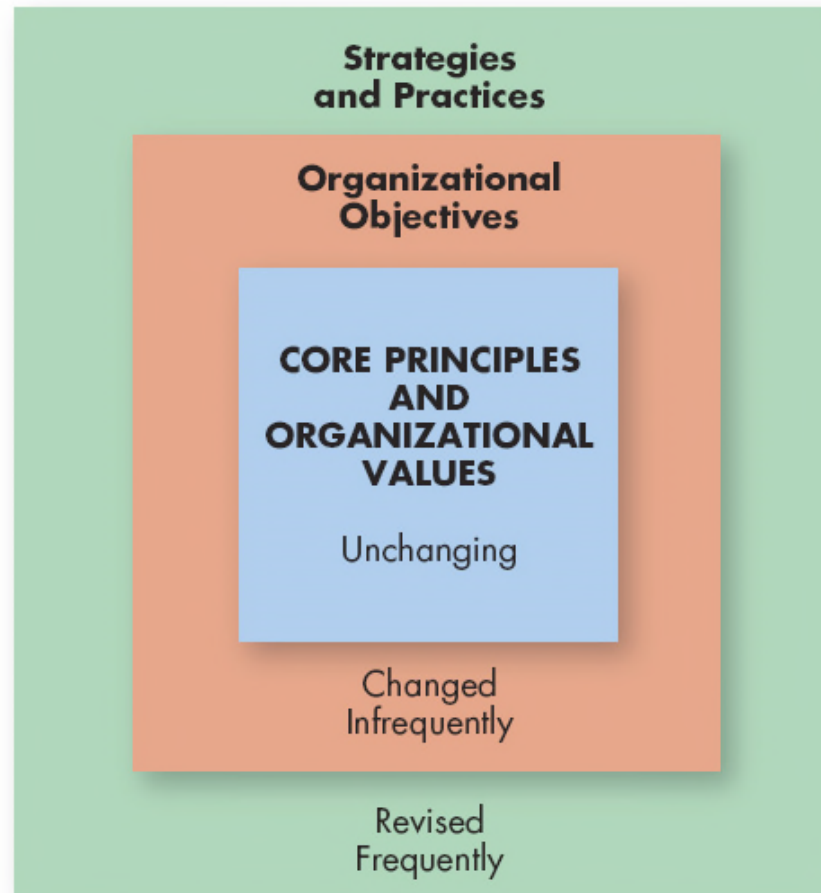 Strategies
and Practices
Organizational
Objectives
CORE PRINCIPLES
AND
ORGANIZATIONAL
VALUES
Unchanging
Changed
Infrequently
Revised
Frequently